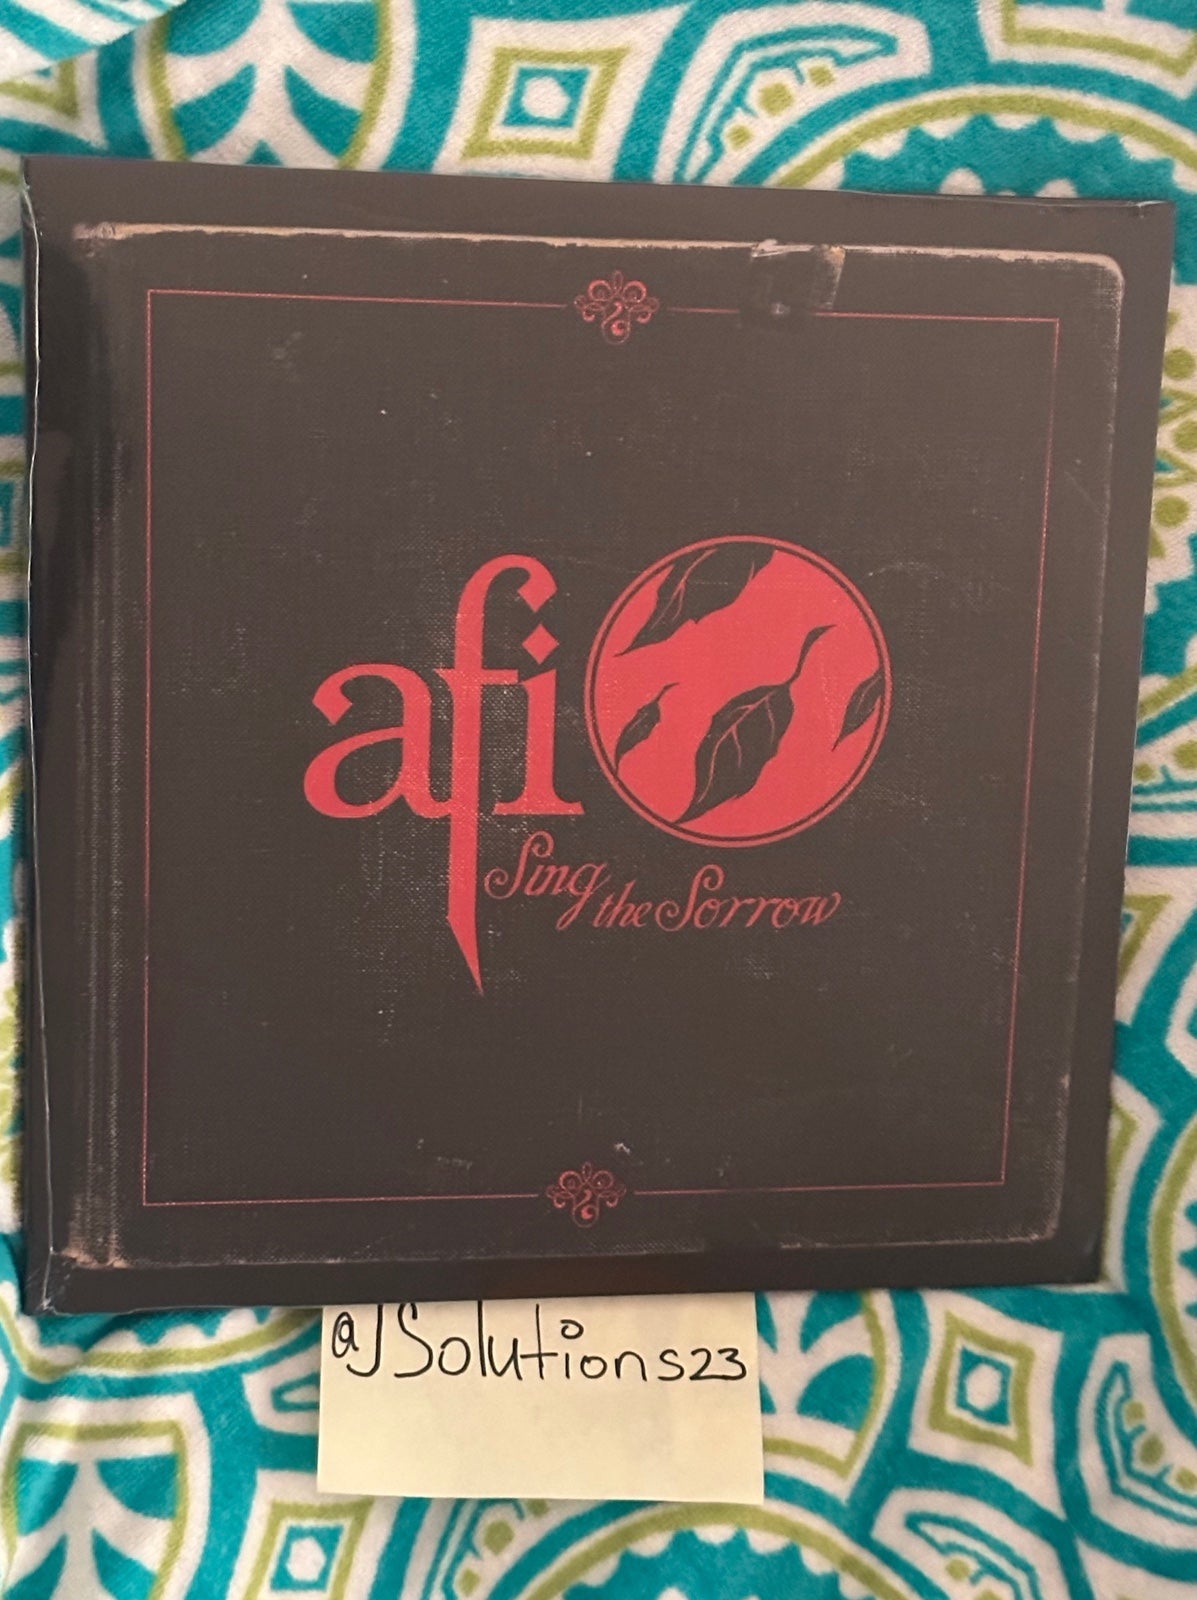 afi
Sing
the Sorrow
@JSolutions23